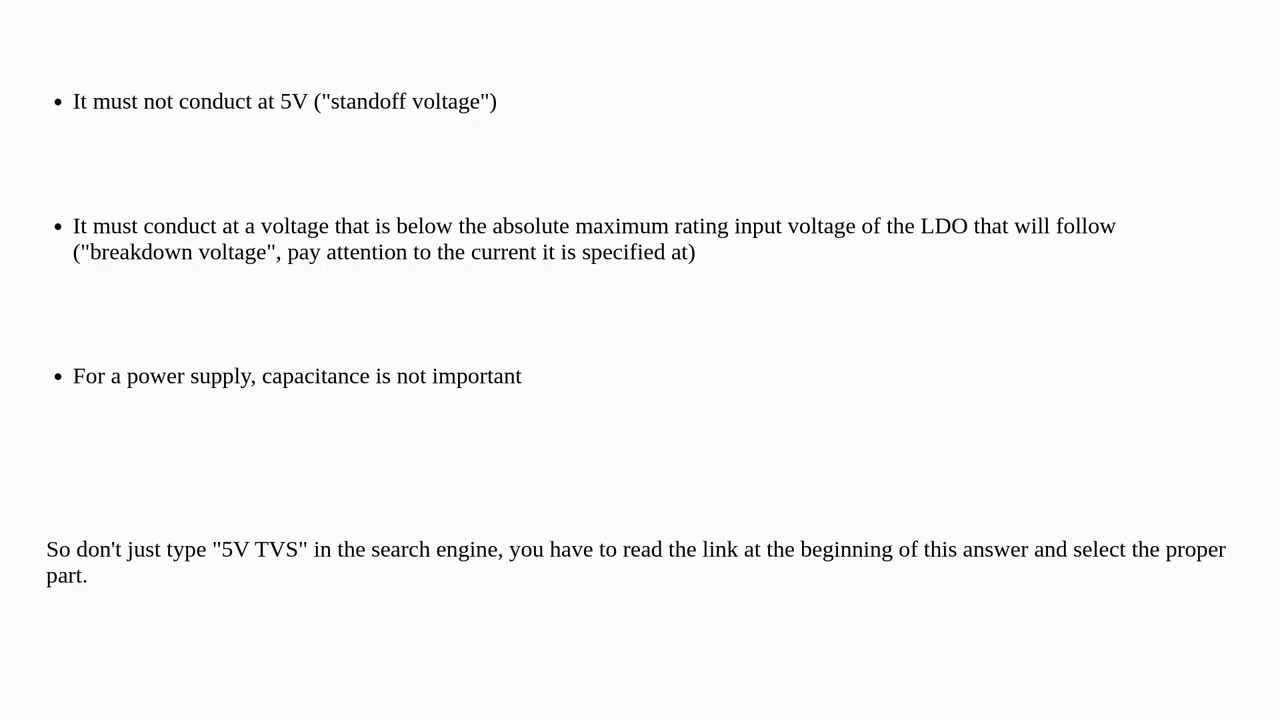 • It must not conduct at 5V ("standoff voltage")
• It must conduct at a voltage that is below the absolute maximum rating input voltage of the LDO that will follow
("breakdown voltage", pay attention to the current it is specified at)
• For a power supply, capacitance is not important
So don't just type "5V TVS" in the search engine, you have to read the link at the beginning of this answer and select the proper
part.